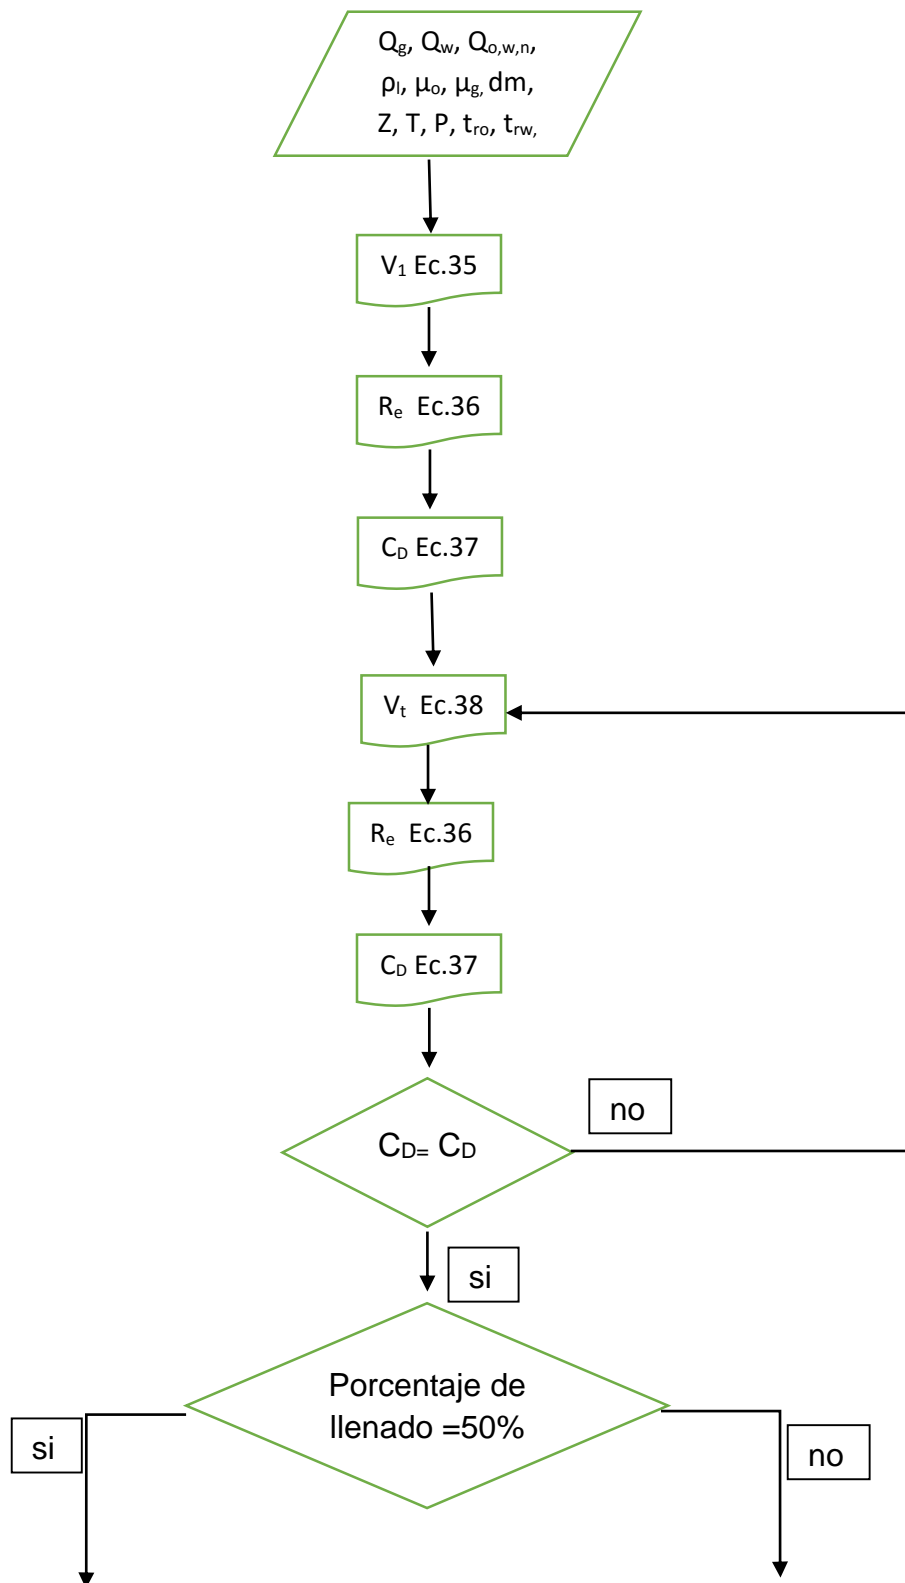 Qg, Qw, Qo,w,n,
ρl, μo, μg, dm,
Z, T, P, tro, trw,
V1 Ec.35
Re Ec.36
CD Ec.37
Vt Ec.38
Re Ec.36
CD Ec.37
no
CD= CD
si
Porcentaje de
llenado =50%
si
no